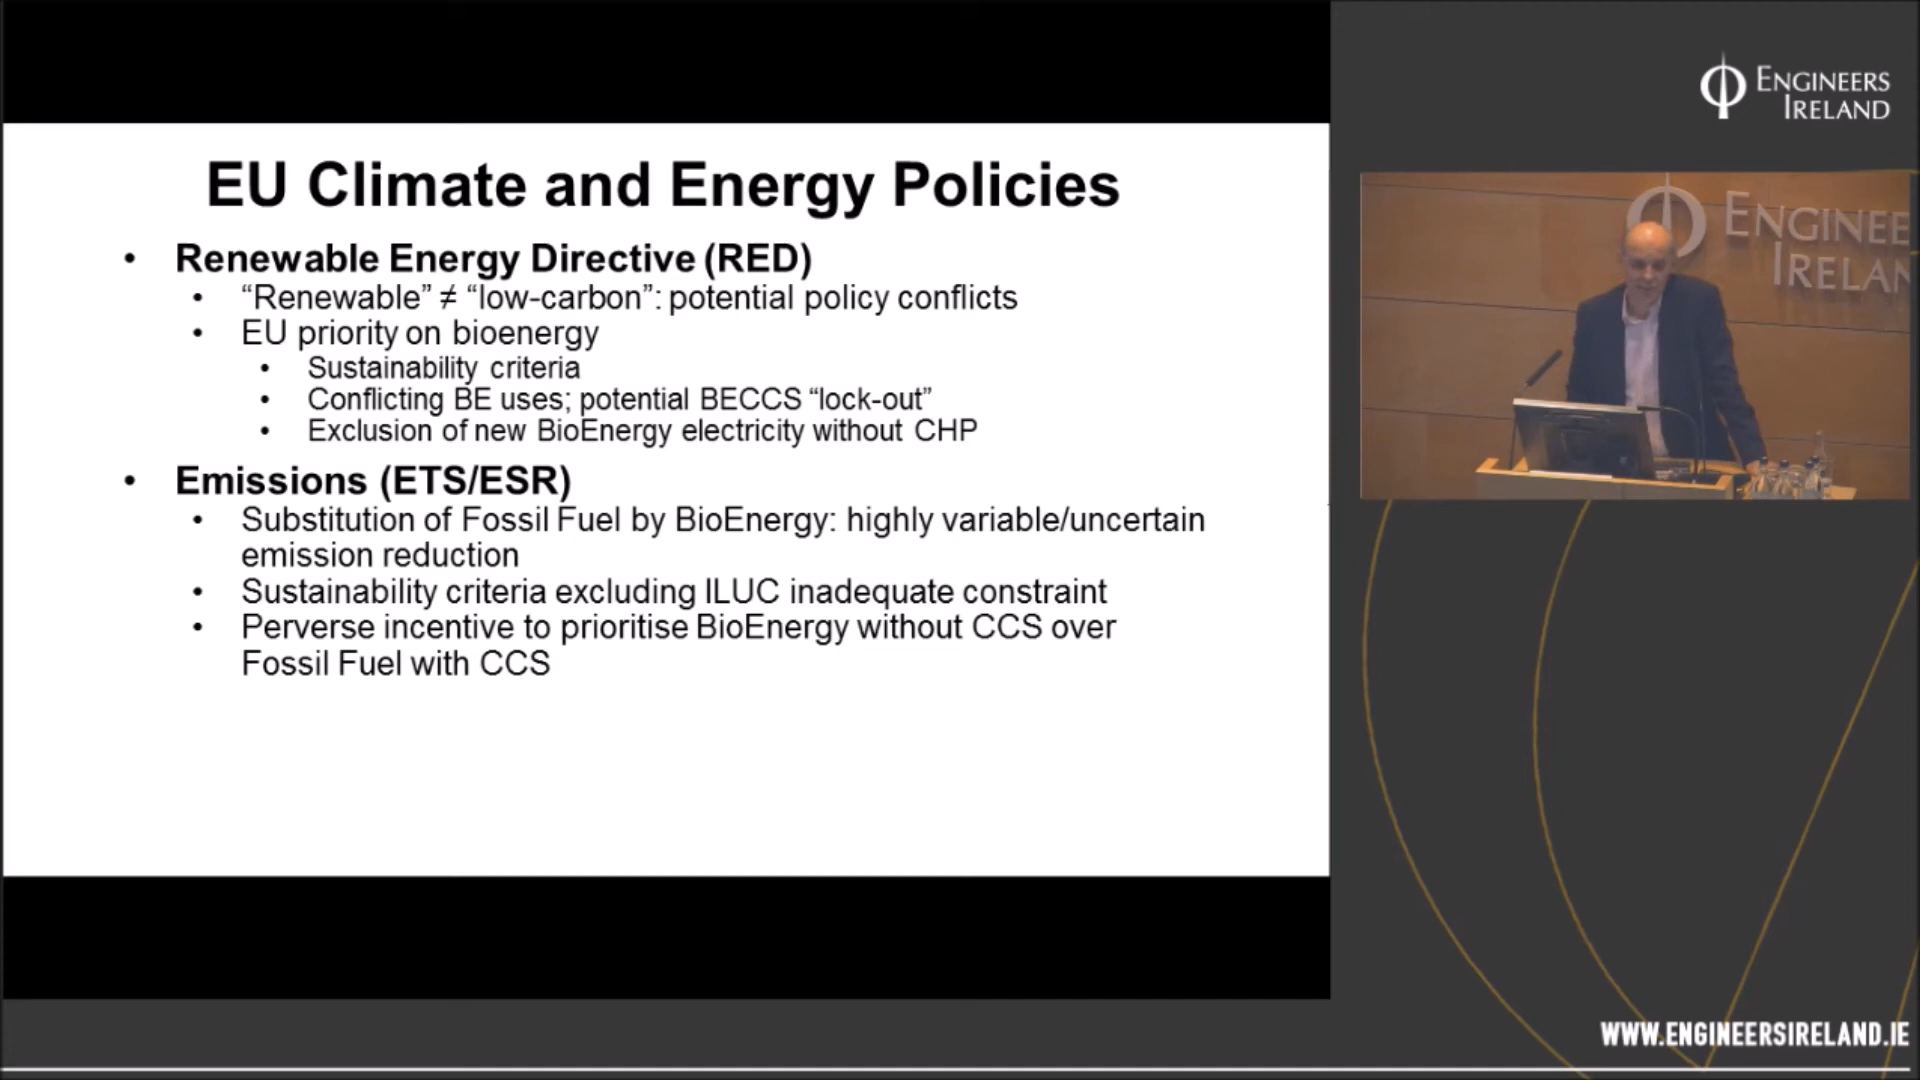 EU Climate and Energy Policies
• Renewable Energy Directive (RED)
• “Renewable” ≠ “low-carbon”: potential policy conflicts
• EU priority on bioenergy
• Sustainability criteria
• Conflicting BE uses; potential BECCS “lock-out”
• Exclusion of new BioEnergy electricity without CHP
• Emissions (ETS/ESR)
• Substitution of Fossil Fuel by BioEnergy: highly variable/uncertain
emission reduction
• Sustainability criteria excluding ILUC inadequate constraint
• Perverse incentive to prioritise BioEnergy without CCS over
Fossil Fuel with CCS
ENGINEERS
IRELAND
ENGINEE
IRELAN
WWW.ENGINEERSIRELAND.IE